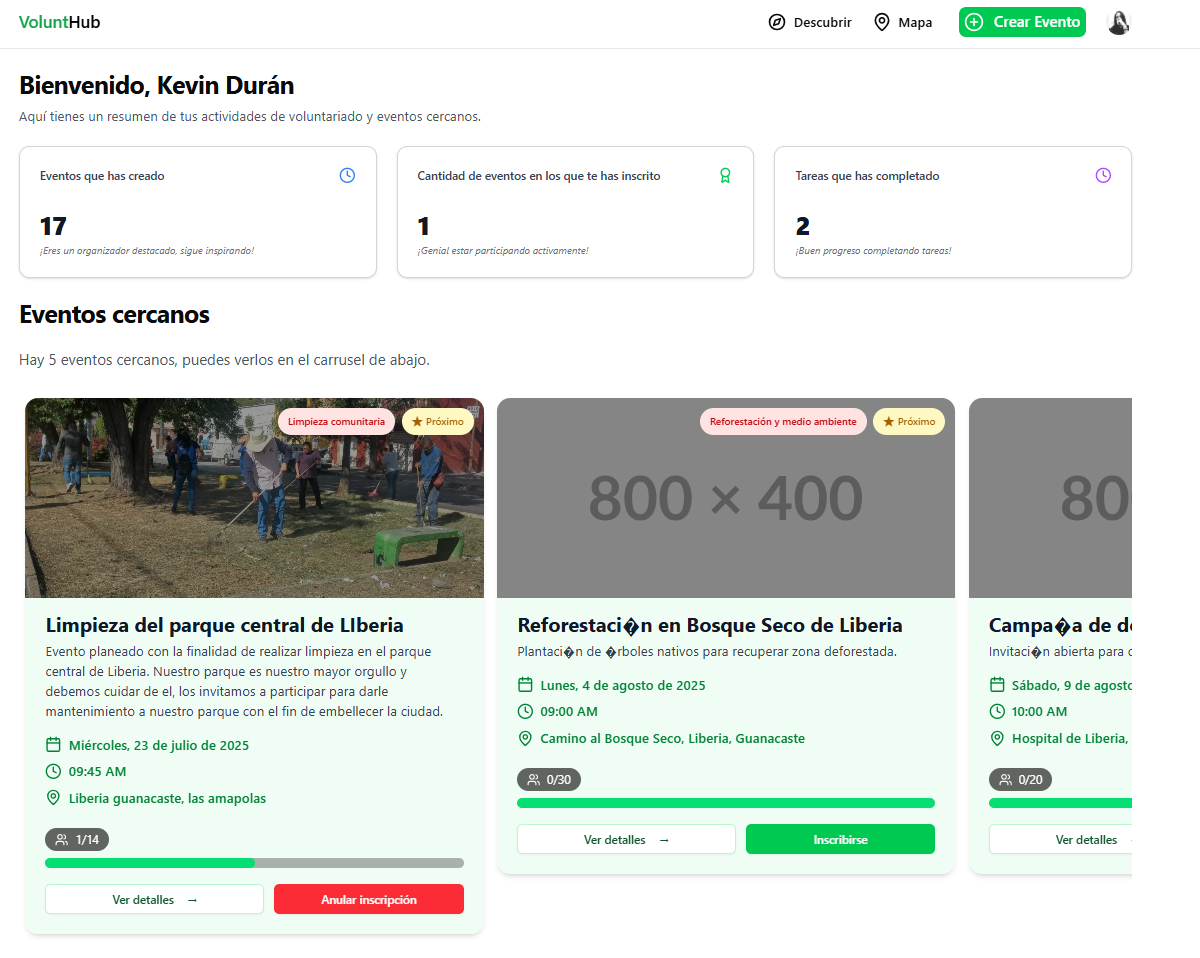 VoluntHub
Descubrir
Mapa
Crear Evento
Bienvenido, Kevin Durán
Aquí tienes un resumen de tus actividades de voluntariado y eventos cercanos.
Eventos que has creado
17
¡Eres un organizador destacado, sigue inspirando!
Cantidad de eventos en los que te has inscrito
1
¡Genial estar participando activamente!
Tareas que has completado
2
¡Buen progreso completando tareas!
Eventos cercanos
Hay 5 eventos cercanos, puedes verlos en el carrusel de abajo.
Limpieza comunitaria
★ Próximo
Limpieza del parque central de LIberia
Evento planeado con la finalidad de realizar limpieza en el parque
central de Liberia. Nuestro parque es nuestro mayor orgullo y
debemos cuidar de el, los invitamos a participar para darle
mantenimiento a nuestro parque con el fin de embellecer la ciudad.
Miércoles, 23 de julio de 2025
09:45 AM
Liberia guanacaste, las amapolas
1/14
Ver detalles →
Anular inscripción
Reforestación y medio ambiente
★ Próximo
800 × 400
Reforestaci�n en Bosque Seco de Liberia
Plantaci�n de �rboles nativos para recuperar zona deforestada.
Lunes, 4 de agosto de 2025
09:00 AM
Camino al Bosque Seco, Liberia, Guanacaste
0/30
Ver detalles →
Inscribirse
80
Campa�a de d
Invitaci�n abierta para
Sábado, 9 de agosto
10:00 AM
Hospital de Liberia,
0/20
Ver detalles